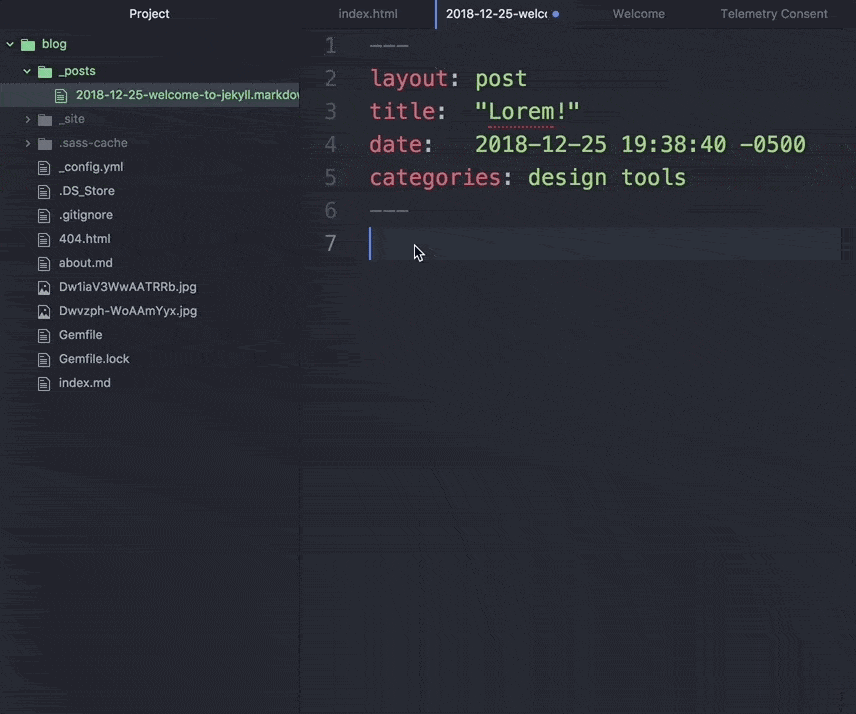 Project
index.html
2018-12-25-welc
Welcome
Telemetry Consent
blog
_posts
2018-12-25-welcome-to-jekyll.markdov
_site
.sass-cache
_config.yml
.DS_Store
.gitignore
404.html
about.md
Dw1iaV3WwAATRRb.jpg
Dwvzph-WoAAmYyx.jpg
Gemfile
Gemfile.lock
index.md
1 ---
2 layout: post
3 title: "Lorem!"
4 date: 2018-12-25 19:38:40 -0500
5 categories: design tools
6 ---
7